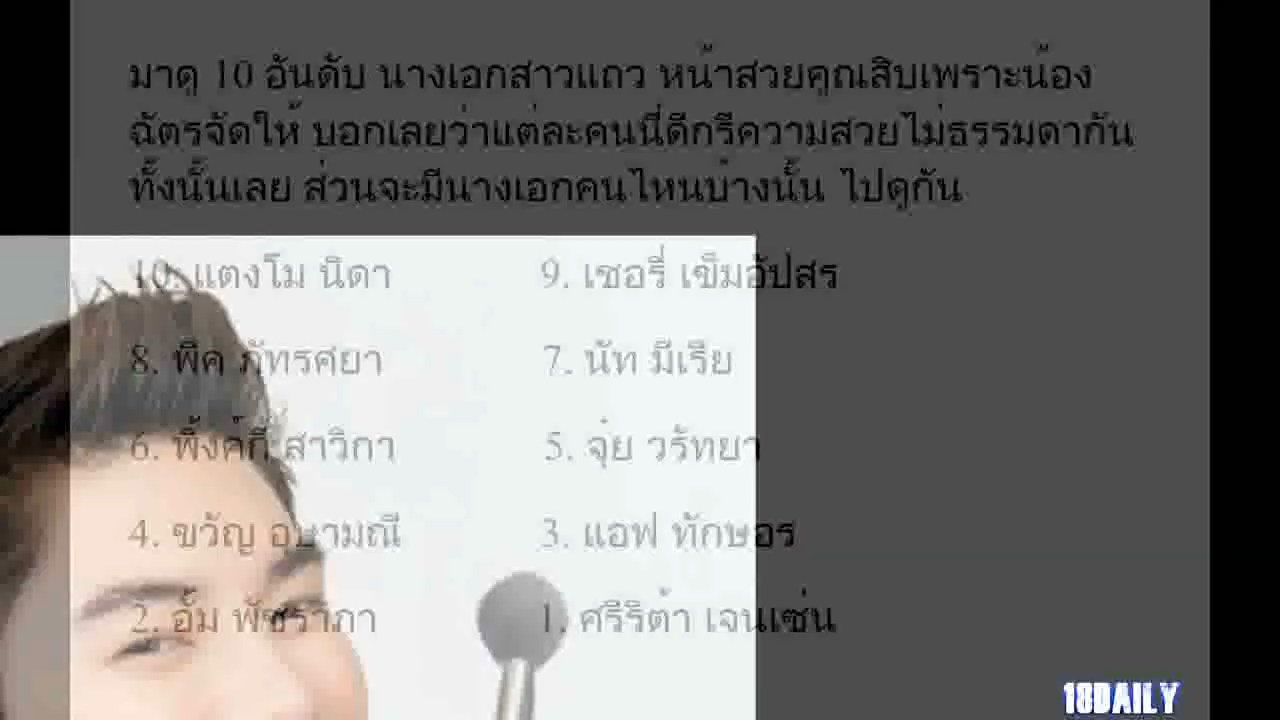 มาดู 10 อันดับ นางเอกสาวแถว หน้าสวยคูณสิบเพราะน้อง
ฉัตรจัดให้ บอกเลยว่าแต่ละคนนี่ดีกรีความสวยไม่ธรรมดากัน
ทั้งนั้นเลย ส่วนจะมีนางเอกคนไหนบ้างนั้น ไปดูกัน
10. แตงโม นิดา 9. เชอรี่ เข็มอัปสร
8. พิค ภัทรศยา 7. นัท มีเรีย
6. พิ้งค์กี้ สาวิกา 5. จุ๋ย วรัทยา
4. ขวัญ อุษามณี 3. แอฟ ทักษอร
2. อั้ม พัชราภา 1. ศรีริต้า เจนเซ่น
18DAILY